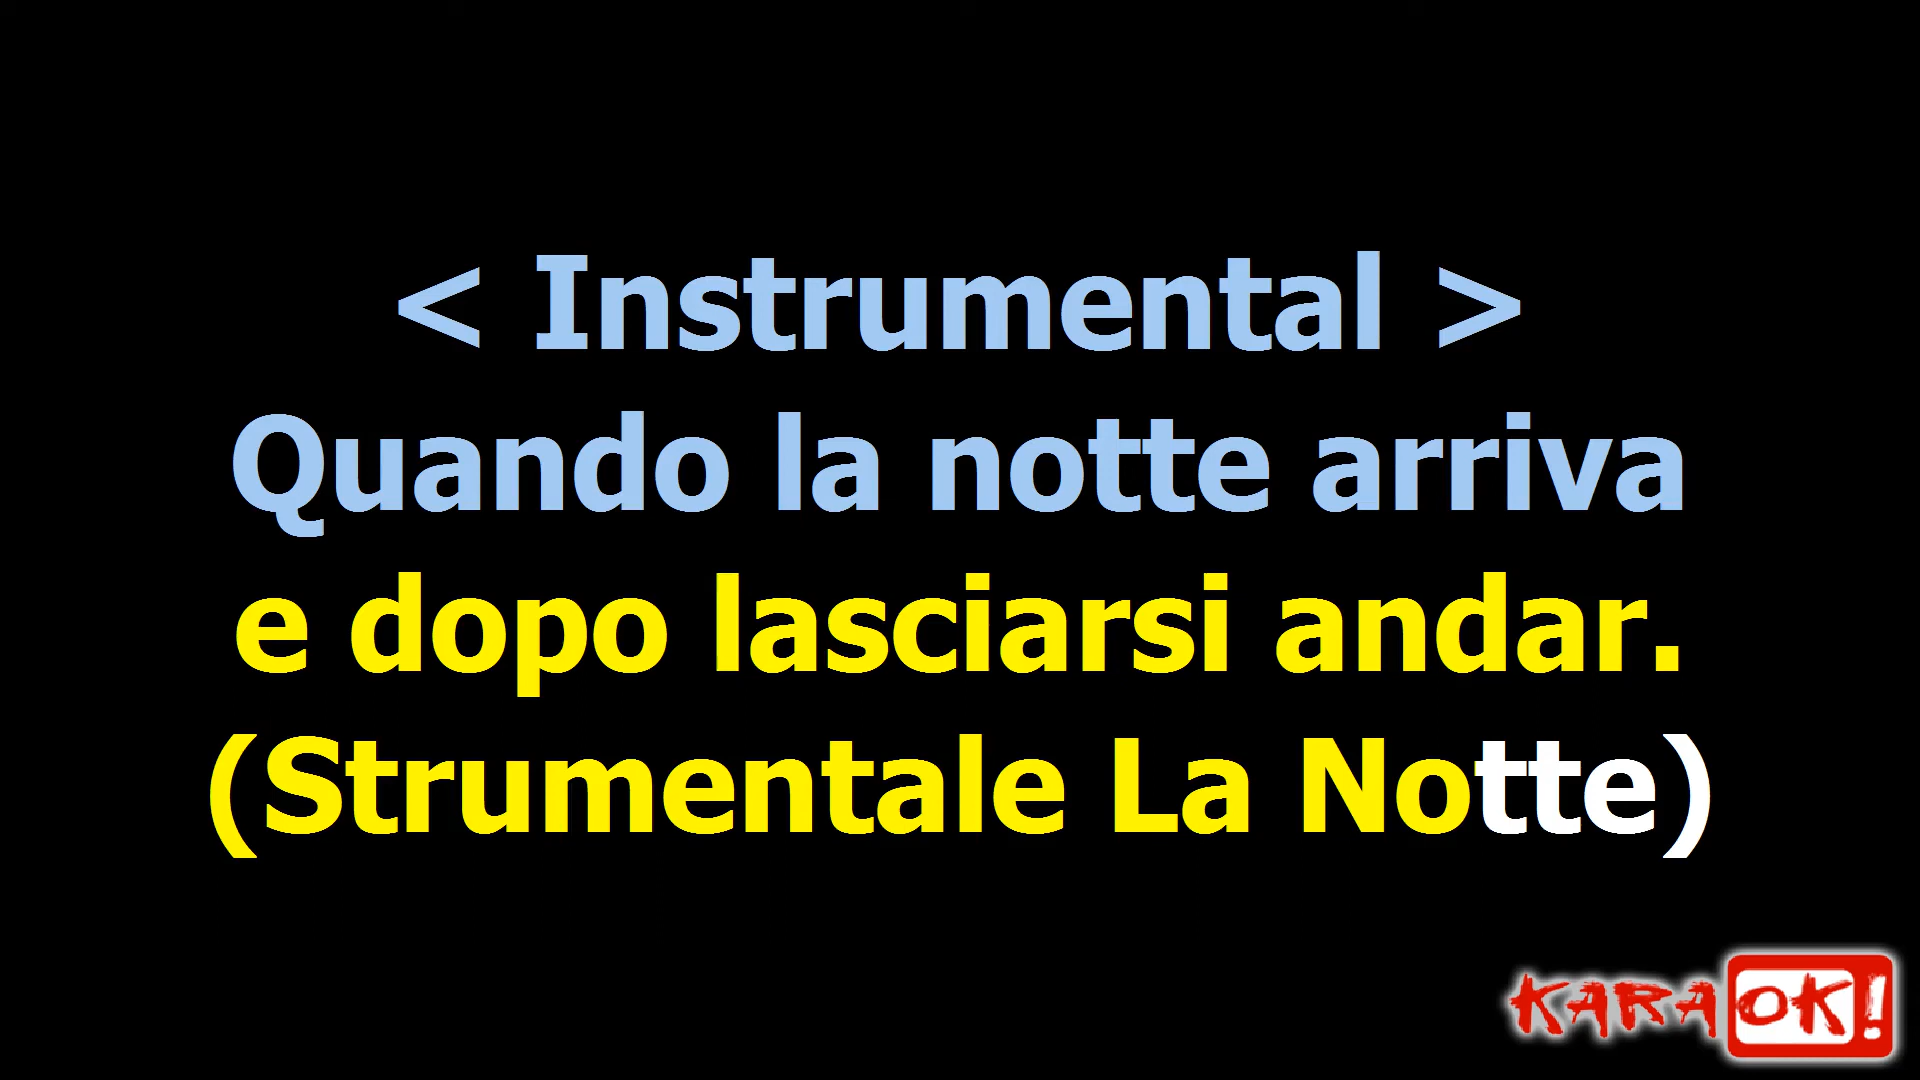 < Instrumental >
Quando la notte arriva
e dopo lasciarsi andar.
(Strumentale La Notte)
KARAOK!